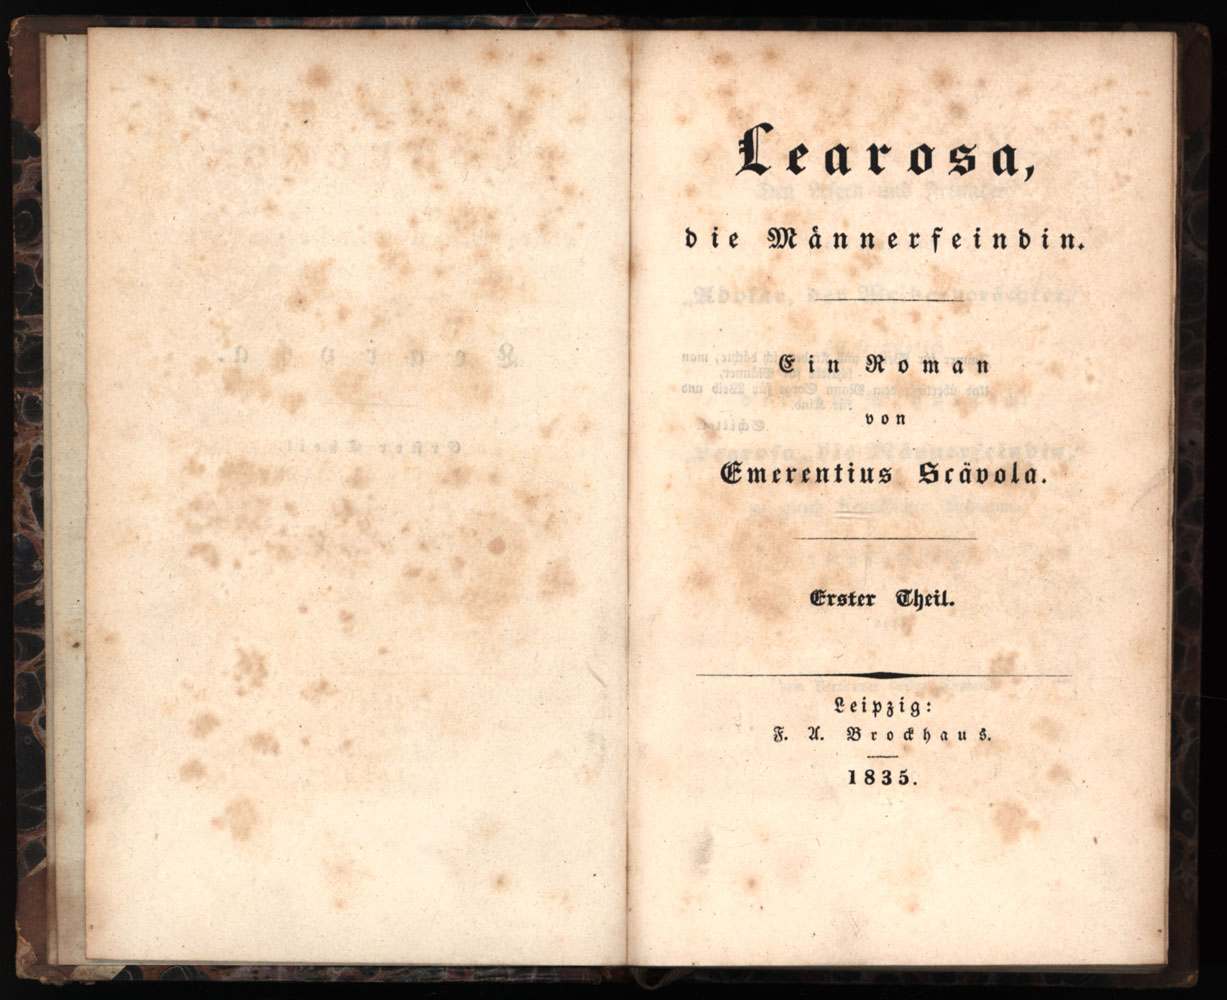 Learosa,
die Männerfeindin.
Ein Roman
von
Emerentius Scävola.
Erster Theil.
Leipzig:
F. A. Brockhaus.
1835.